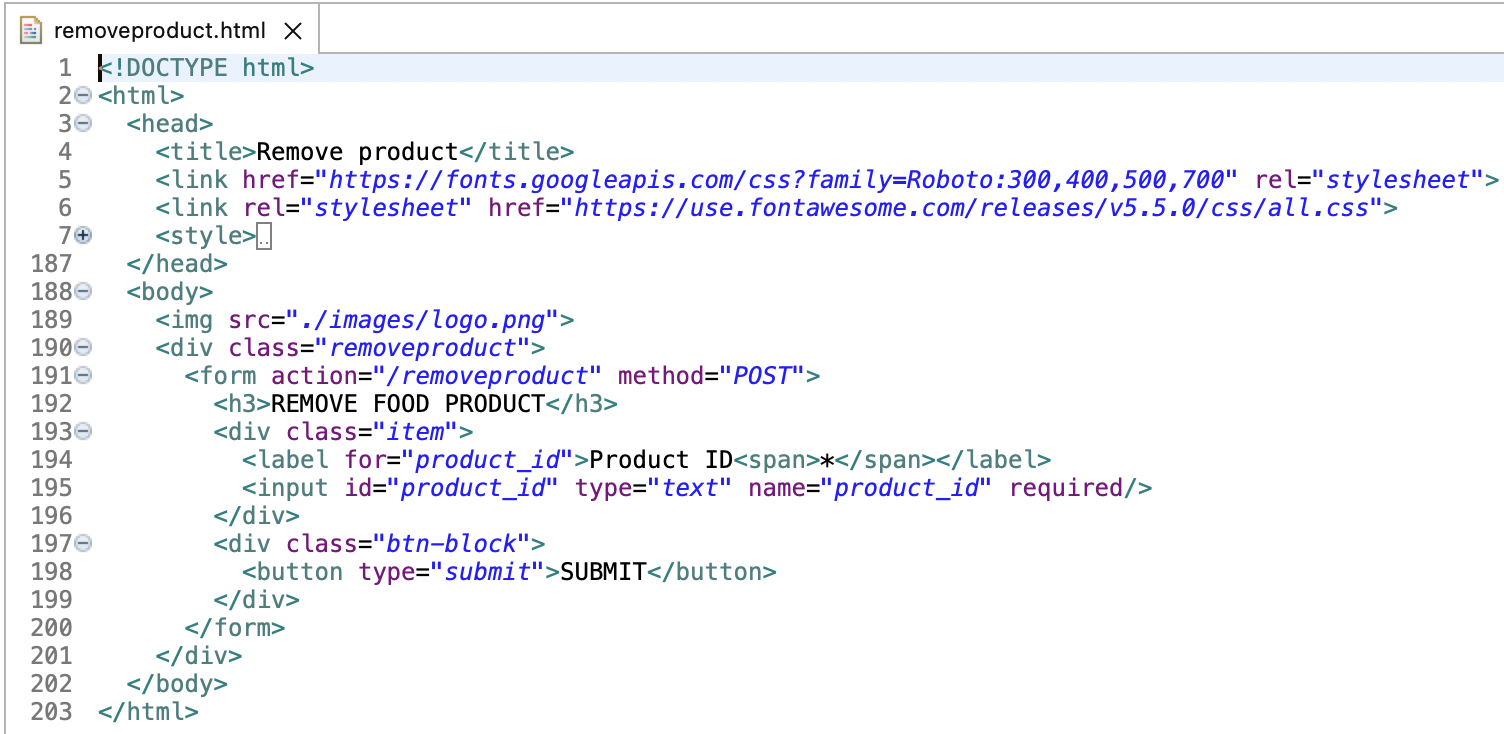 removeproduct.html
1 <!DOCTYPE html>
2 <html>
3   <head>
4     <title>Remove product</title>
5     <link href="https://fonts.googleapis.com/css?family=Roboto:300,400,500,700" rel="stylesheet">
6     <link rel="stylesheet" href="https://use.fontawesome.com/releases/v5.5.0/css/all.css">
7     <style>..
187   </head>
188   <body>
189     <img src="./images/logo.png">
190     <div class="removeproduct">
191       <form action="/removeproduct" method="POST">
192         <h3>REMOVE FOOD PRODUCT</h3>
193         <div class="item">
194           <label for="product_id">Product ID<span>*</span></label>
195           <input id="product_id" type="text" name="product_id" required/>
196         </div>
197         <div class="btn-block">
198           <button type="submit">SUBMIT</button>
199         </div>
200       </form>
201     </div>
202   </body>
203 </html>